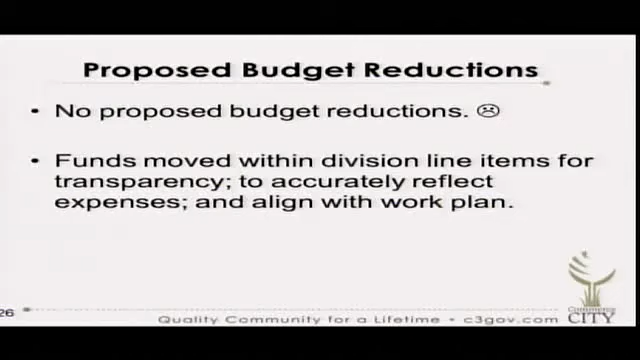 Proposed Budget Reductions
• No proposed budget reductions. ☹
• Funds moved within division line items for
transparency; to accurately reflect
expenses; and align with work plan.
26
Quality Community for a Lifetime • c3gov.com
Commerce
CITY